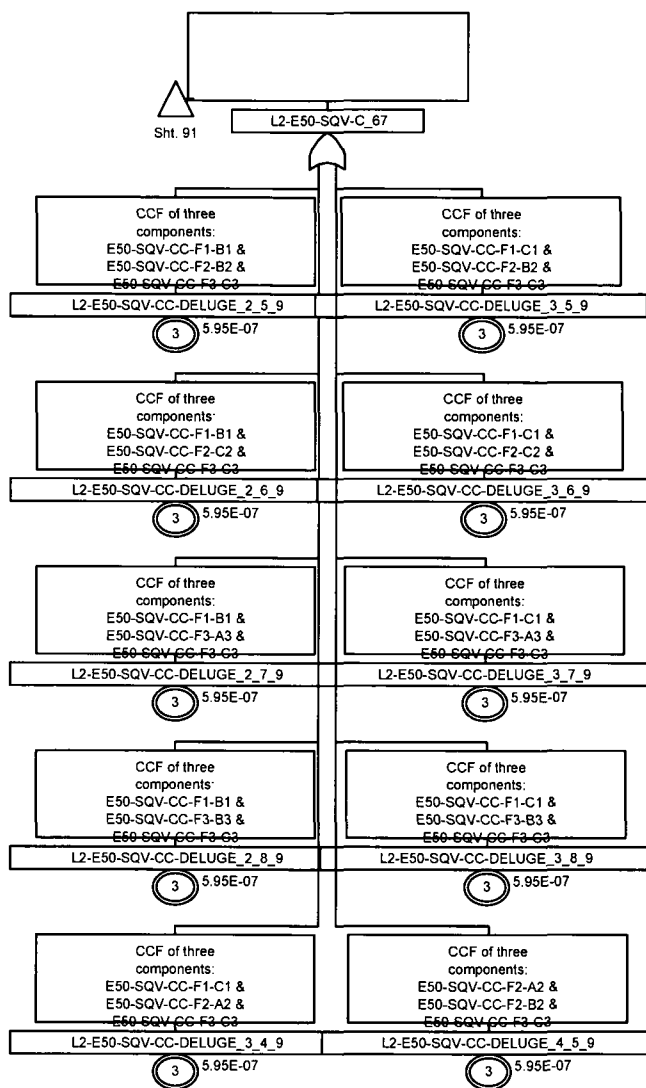 Sht. 91
L2-E50-SQV-C_67
CCF of three
components:
E50-SQV-CC-F1-B1 &
E50-SQV-CC-F2-B2 &
E50-SQV-CC-F3-C3
L2-E50-SQV-CC-DELUGE_2_5_9
3
5.95E-07
CCF of three
components:
E50-SQV-CC-F1-C1 &
E50-SQV-CC-F2-B2 &
E50-SQV-CC-F3-C3
L2-E50-SQV-CC-DELUGE_3_5_9
3
5.95E-07
CCF of three
components:
E50-SQV-CC-F1-B1 &
E50-SQV-CC-F2-C2 &
E50-SQV-CC-F3-C3
L2-E50-SQV-CC-DELUGE_2_6_9
3
5.95E-07
CCF of three
components:
E50-SQV-CC-F1-C1 &
E50-SQV-CC-F2-C2 &
E50-SQV-CC-F3-C3
L2-E50-SQV-CC-DELUGE_3_6_9
3
5.95E-07
CCF of three
components:
E50-SQV-CC-F1-B1 &
E50-SQV-CC-F3-A3 &
E50-SQV-CC-F3-C3
L2-E50-SQV-CC-DELUGE_2_7_9
3
5.95E-07
CCF of three
components:
E50-SQV-CC-F1-C1 &
E50-SQV-CC-F3-A3 &
E50-SQV-CC-F3-C3
L2-E50-SQV-CC-DELUGE_3_7_9
3
5.95E-07
CCF of three
components:
E50-SQV-CC-F1-B1 &
E50-SQV-CC-F3-B3 &
E50-SQV-CC-F3-C3
L2-E50-SQV-CC-DELUGE_2_8_9
3
5.95E-07
CCF of three
components:
E50-SQV-CC-F1-C1 &
E50-SQV-CC-F3-B3 &
E50-SQV-CC-F3-C3
L2-E50-SQV-CC-DELUGE_3_8_9
3
5.95E-07
CCF of three
components:
E50-SQV-CC-F1-C1 &
E50-SQV-CC-F2-A2 &
E50-SQV-CC-F3-C3
L2-E50-SQV-CC-DELUGE_3_4_9
3
5.95E-07
CCF of three
components:
E50-SQV-CC-F2-A2 &
E50-SQV-CC-F2-B2 &
E50-SQV-CC-F3-C3
L2-E50-SQV-CC-DELUGE_4_5_9
3
5.95E-07